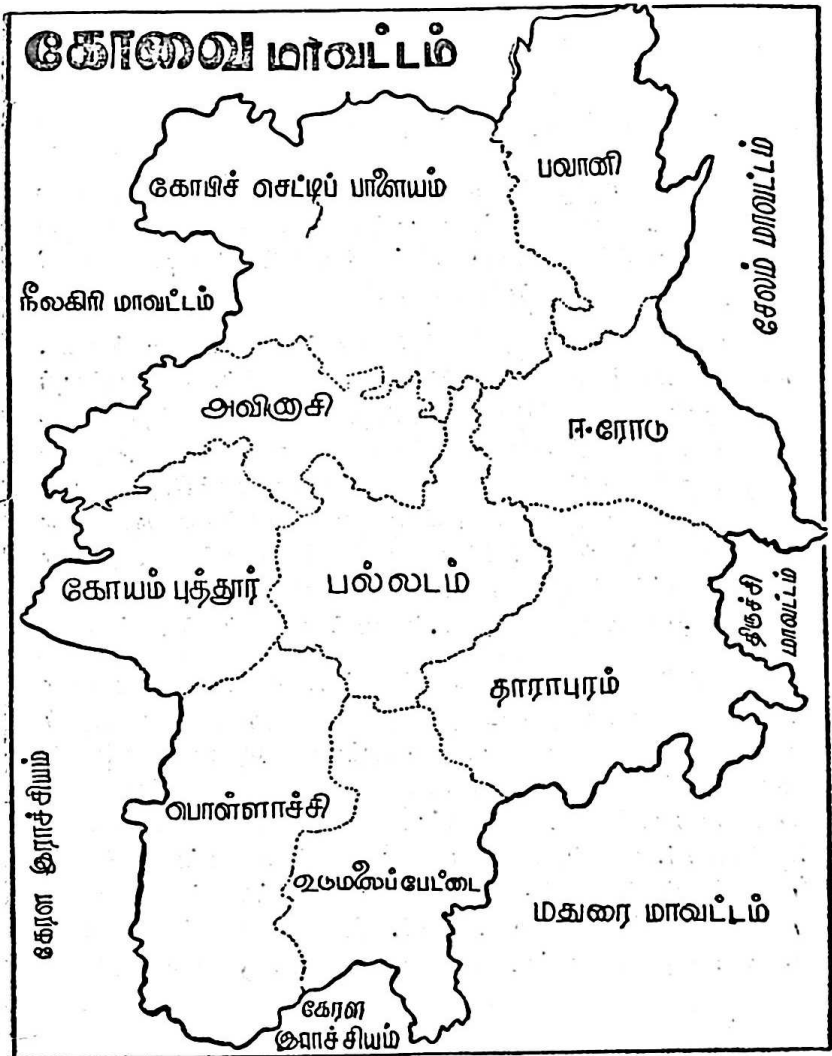 கோவை மாவட்டம்
பவானி
கோபிச் செட்டிப் பாளையம்
சேலம் மாவட்டம்
நீலகிரி மாவட்டம்
அவினாசி
ஈ.ரோடு
கோயம் புத்தூர்
பல்லடம்
திருச்சி
மாவட்டம்
தாராபுரம்
கேரள இராச்சியம்
பொள்ளாச்சி
உடுமலைப்பேட்டை
மதுரை மாவட்டம்
கேரள
இராச்சியம்